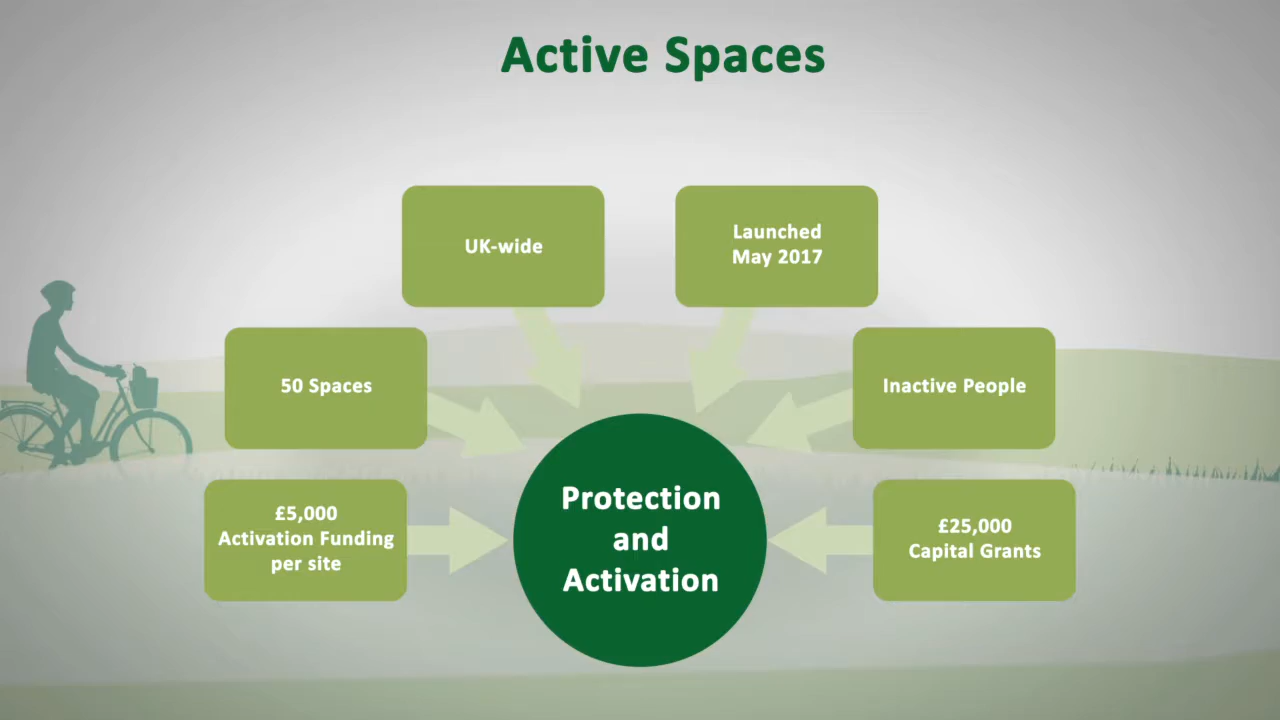 Active Spaces
UK-wide
Launched
May 2017
50 Spaces
Inactive People
£5,000
Activation Funding
per site
Protection
and
Activation
£25,000
Capital Grants